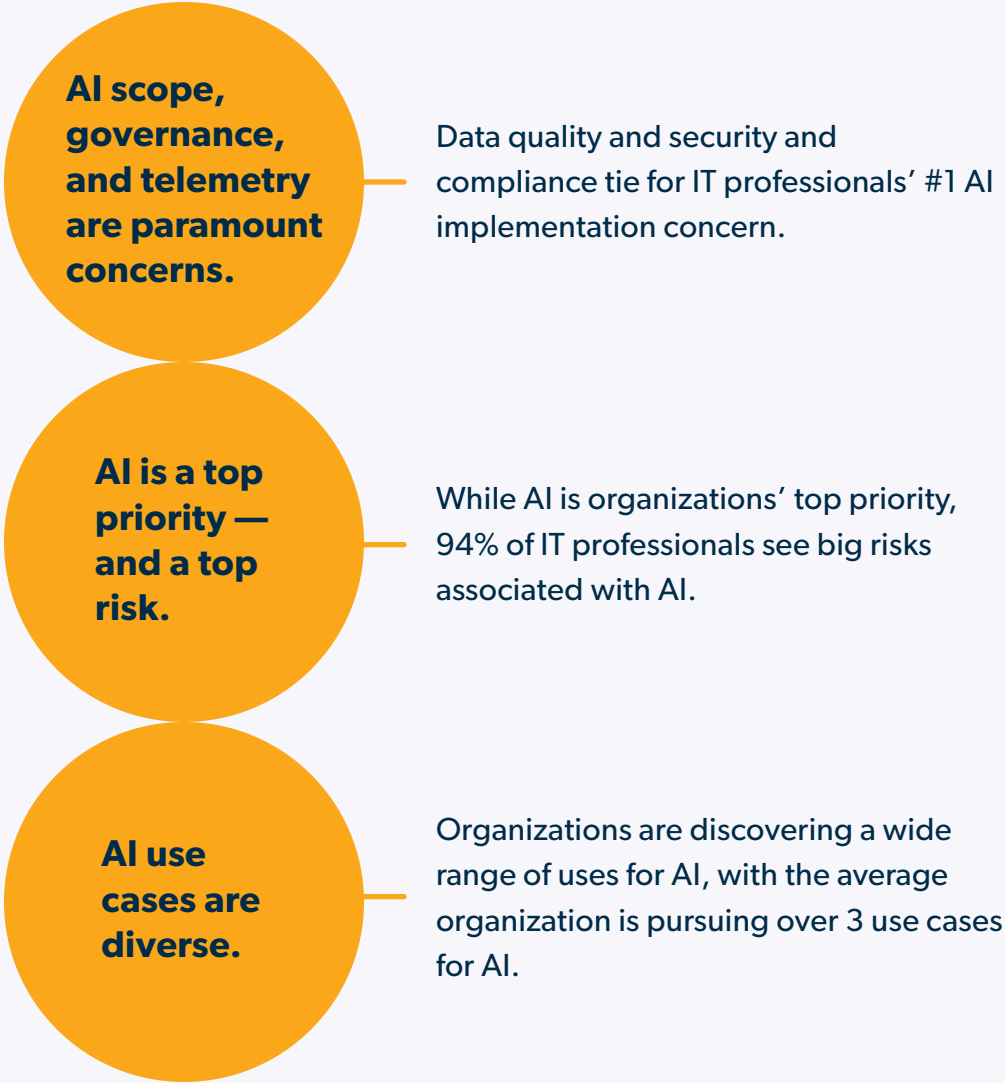 AI scope,
governance,
and telemetry
are paramount
concerns.
Data quality and security and
compliance tie for IT professionals’ #1 AI
implementation concern.
AI is a top
priority —
and a top
risk.
While AI is organizations’ top priority,
94% of IT professionals see big risks
associated with AI.
AI use
cases are
diverse.
Organizations are discovering a wide
range of uses for AI, with the average
organization is pursuing over 3 use cases
for AI.